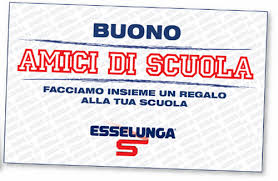 BUONO
AMICI DI SCUOLA
FACCIAMO INSIEME UN REGALO
ALLA TUA SCUOLA
ESSELUNGA